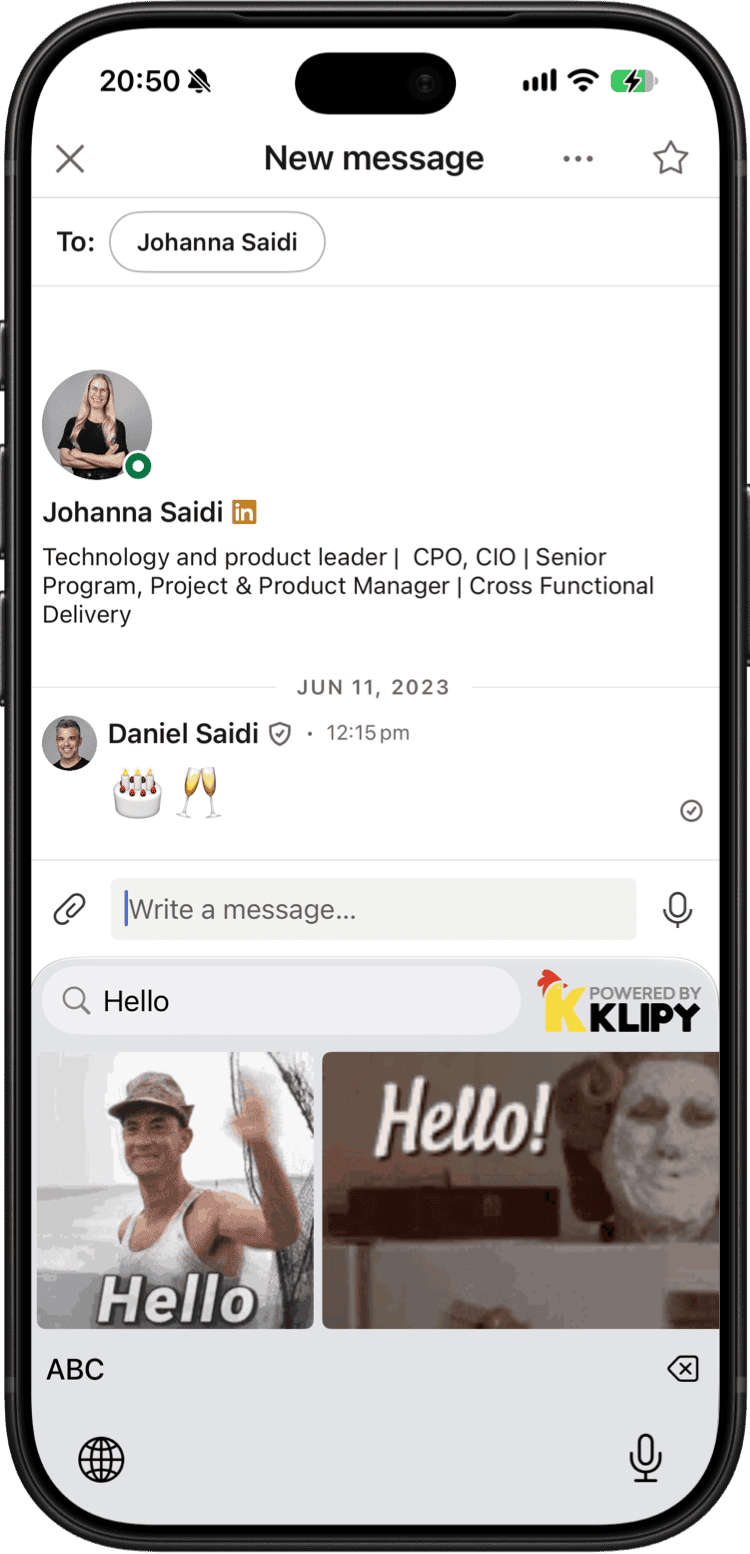 20:50
New message
To: Johanna Saidi
Johanna Saidi in
Technology and product leader |  CPO, CIO | Senior
Program, Project & Product Manager | Cross Functional
Delivery
JUN 11, 2023
Daniel Saidi • 12:15 pm
Write a message...
Hello
POWERED BY
KLIPY
Hello
Hello!
ABC